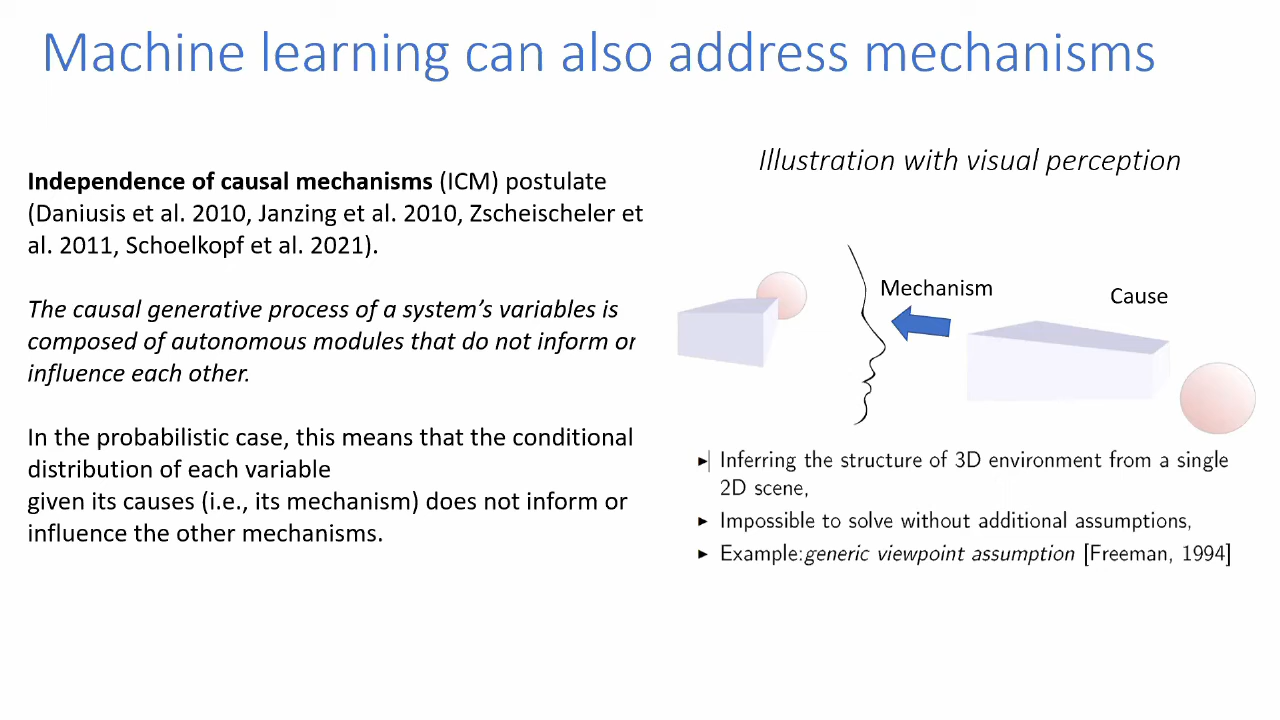 Machine learning can also address mechanisms
Independence of causal mechanisms (ICM) postulate
(Daniusis et al. 2010, Janzing et al. 2010, Zscheischeler et
al. 2011, Schoelkopf et al. 2021).
The causal generative process of a system’s variables is
composed of autonomous modules that do not inform or
influence each other.
In the probabilistic case, this means that the conditional
distribution of each variable
given its causes (i.e., its mechanism) does not inform or
influence the other mechanisms.
Illustration with visual perception
Mechanism
Cause
▸ Inferring the structure of 3D environment from a single
2D scene,
▸ Impossible to solve without additional assumptions,
▸ Example:generic viewpoint assumption [Freeman, 1994]